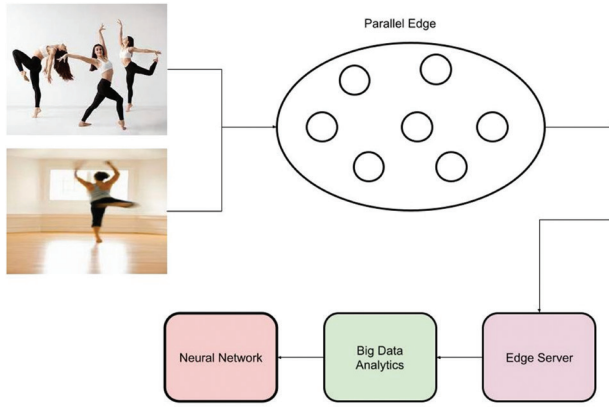 Parallel Edge
Neural Network
Big Data
Analytics
Edge Server